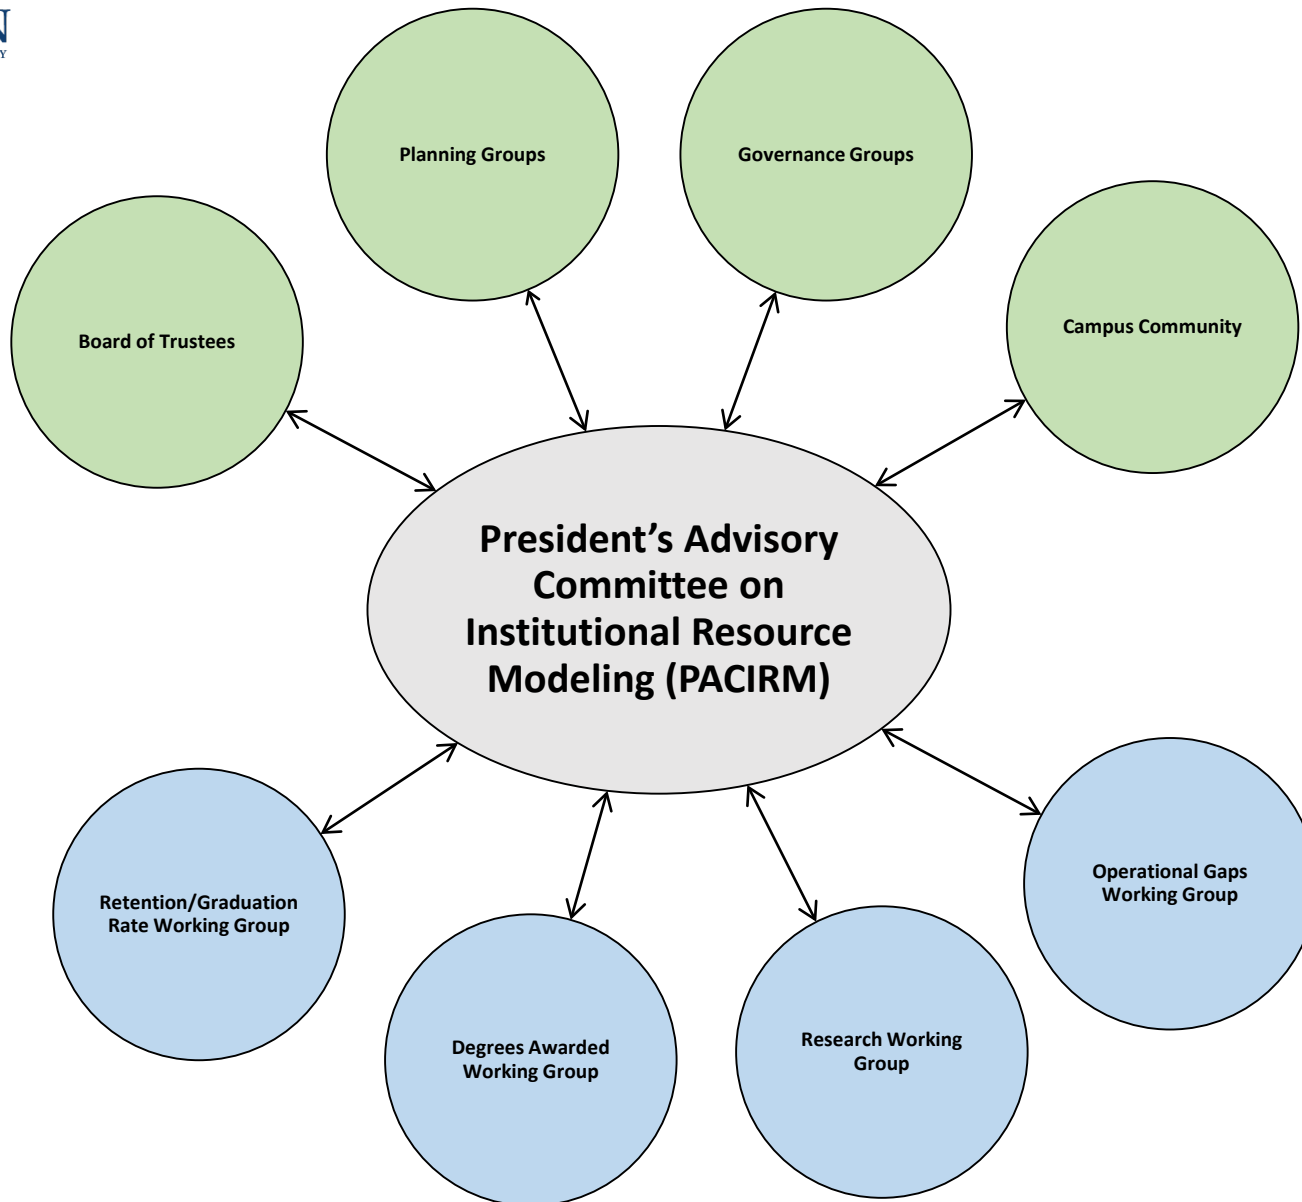 N
Y
Planning Groups
Governance Groups
Board of Trustees
Campus Community
President’s Advisory
Committee on
Institutional Resource
Modeling (PACIRM)
Retention/Graduation
Rate Working Group
Degrees Awarded
Working Group
Research Working
Group
Operational Gaps
Working Group